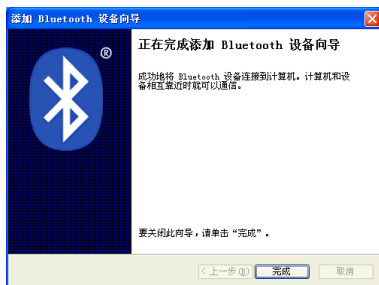 添加 Bluetooth 设备向导
®
正在完成添加 Bluetooth 设备向导
成功地将 Bluetooth 设备连接到计算机。计算机和设
备相互靠近时就可以通信。
要关闭此向导，请单击“完成”。
< 上一步(B) 完成 取消